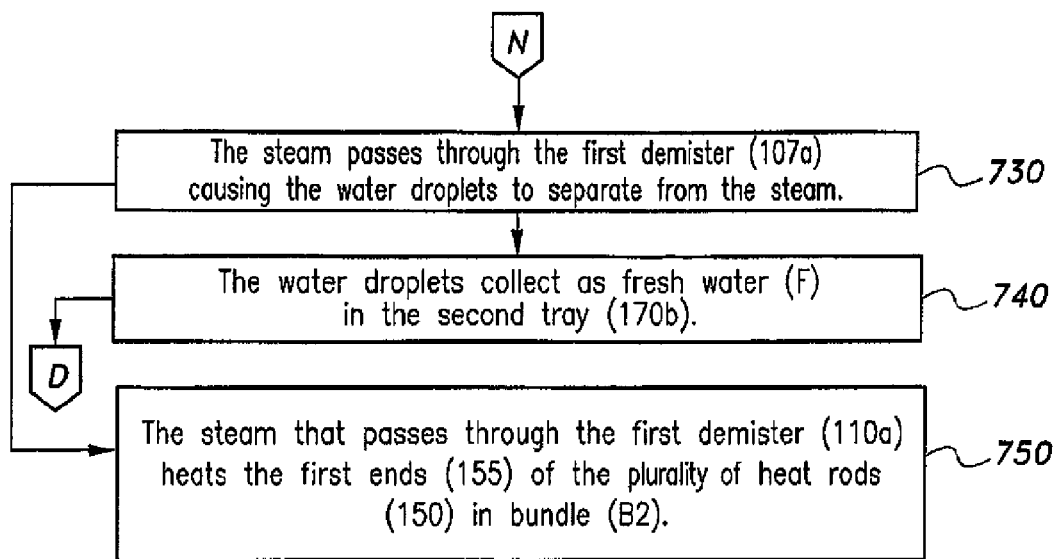 N
The steam passes through the first demister (107a)
causing the water droplets to separate from the steam.
730
The water droplets collect as fresh water (F)
in the second tray (170b).
740
D
The steam that passes through the first demister (110a)
heats the first ends (155) of the plurality of heat rods
(150) in bundle (B2).
750